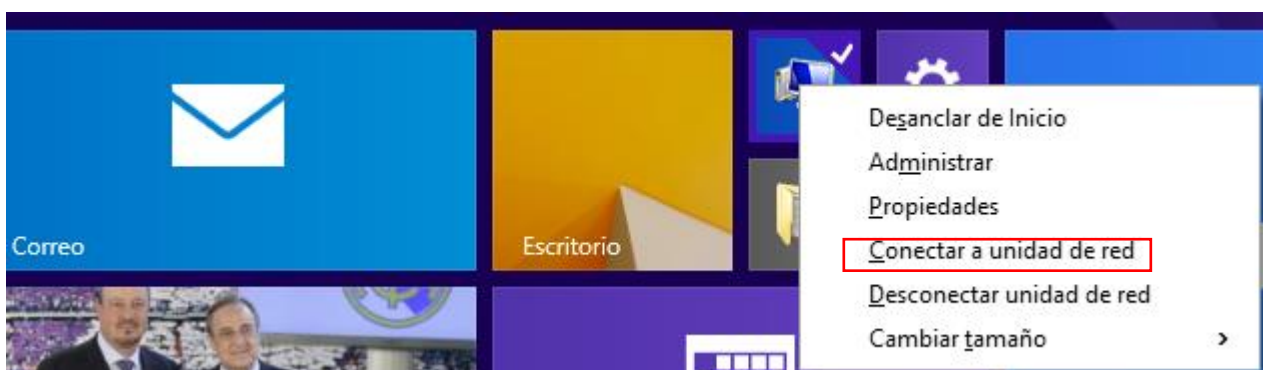 Desanclar de Inicio
Administrar
Propiedades
Correo
Escritorio
Conectar a unidad de red
Desconectar unidad de red
Cambiar tamaño